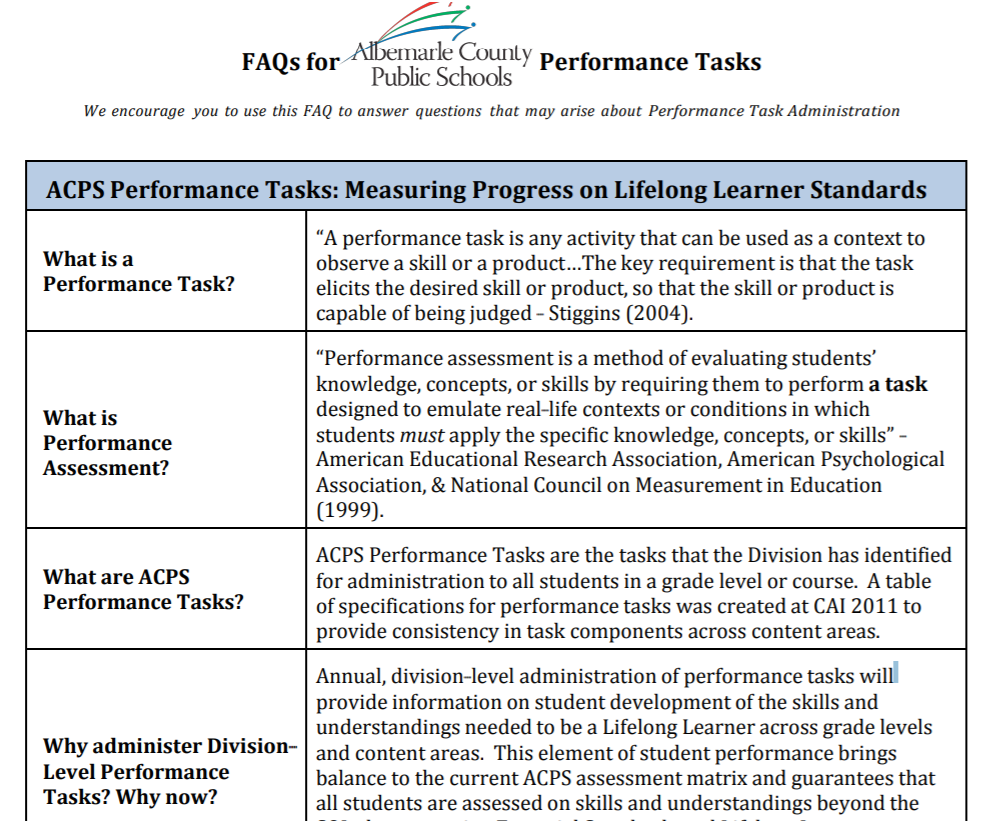 FAQs for Albemarle County Public Schools Performance Tasks
We encourage you to use this FAQ to answer questions that may arise about Performance Task Administration
ACPS Performance Tasks: Measuring Progress on Lifelong Learner Standards
What is a
Performance Task?
“A performance task is any activity that can be used as a context to
observe a skill or a product…The key requirement is that the task
elicits the desired skill or product, so that the skill or product is
capable of being judged – Stiggins (2004).
What is
Performance
Assessment?
“Performance assessment is a method of evaluating students’
knowledge, concepts, or skills by requiring them to perform a task
designed to emulate real–life contexts or conditions in which
students must apply the specific knowledge, concepts, or skills” –
American Educational Research Association, American Psychological
Association, & National Council on Measurement in Education
(1999).
What are ACPS
Performance Tasks?
ACPS Performance Tasks are the tasks that the Division has identified
for administration to all students in a grade level or course. A table
of specifications for performance tasks was created at CAI 2011 to
provide consistency in task components across content areas.
Why administer Division–
Level Performance
Tasks? Why now?
Annual, division–level administration of performance tasks will
provide information on student development of the skills and
understandings needed to be a Lifelong Learner across grade levels
and content areas. This element of student performance brings
balance to the current ACPS assessment matrix and guarantees that
all students are assessed on skills and understandings beyond the